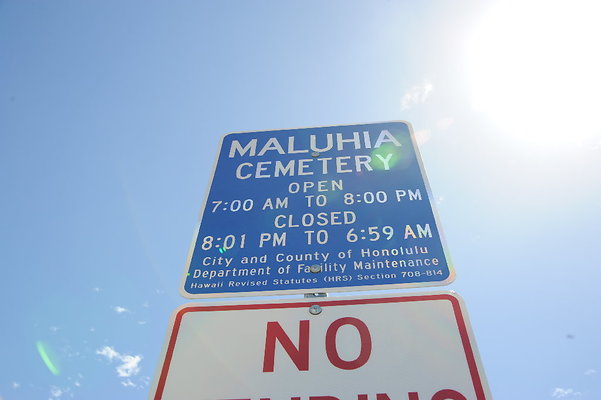 MALUHIA
CEMETERY
OPEN
7:00 AM TO 8:00 PM
CLOSED
8:01 PM TO 6:59 AM
City and County of Honolulu
Department of Facility Maintenance
Hawaii Revised Statutes (HRS) Section 708-814
NO